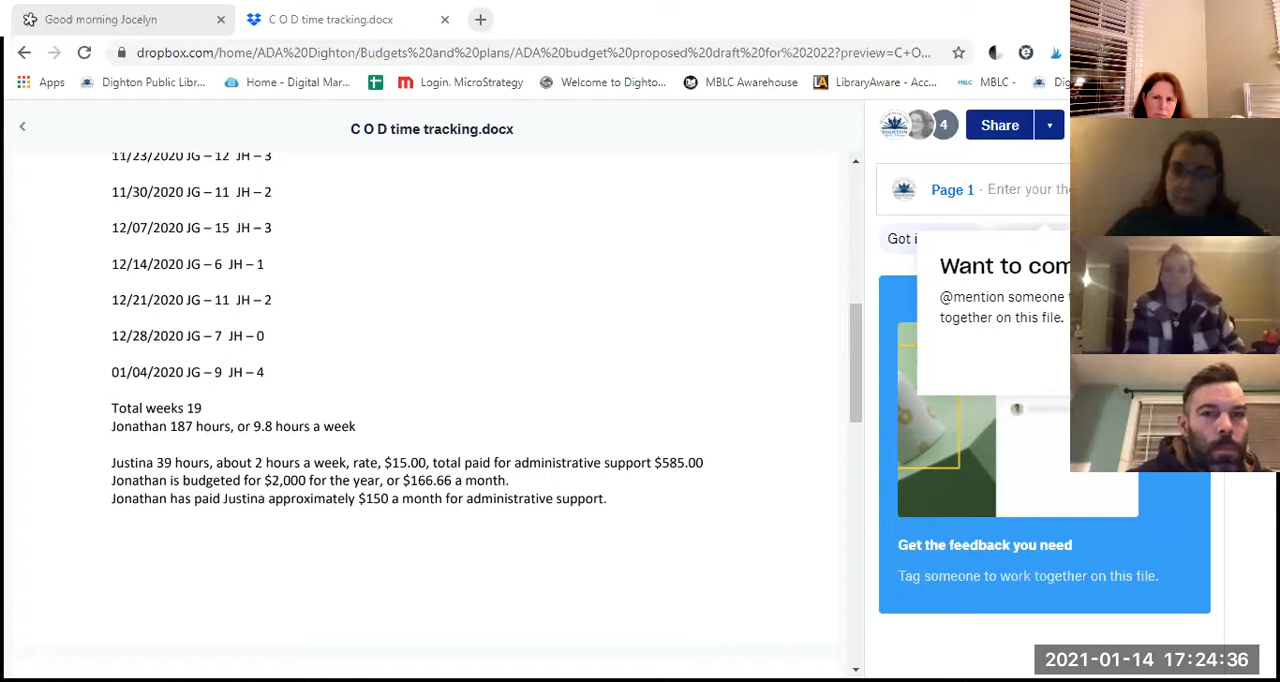 Good morning Jocelyn
C O D time tracking.docx
dropbox.com/home/ADA%20Dighton/Budgets%20and%20plans/ADA%20budget%20proposed%20draft%20for%202022?preview=C+O...
Apps
Dighton Public Libr...
Home - Digital Mar...
Login. MicroStrategy
Welcome to Dighto...
MBLC Awarehouse
LibraryAware - Acc...
MBLC -
C O D time tracking.docx
4
Share
11/23/2020 JG – 12 JH – 3
11/30/2020 JG – 11 JH – 2
12/07/2020 JG – 15 JH – 3
12/14/2020 JG – 6 JH – 1
12/21/2020 JG – 11 JH – 2
12/28/2020 JG – 7 JH – 0
01/04/2020 JG – 9 JH – 4
Total weeks 19
Jonathan 187 hours, or 9.8 hours a week
Justina 39 hours, about 2 hours a week, rate, $15.00, total paid for administrative support $585.00
Jonathan is budgeted for $2,000 for the year, or $166.66 a month.
Jonathan has paid Justina approximately $150 a month for administrative support.
Page 1 · Enter your
Got
Want to
@mention someone
together on this file.
Get the feedback you need
Tag someone to work together on this file.
2021-01-14 17:24:36